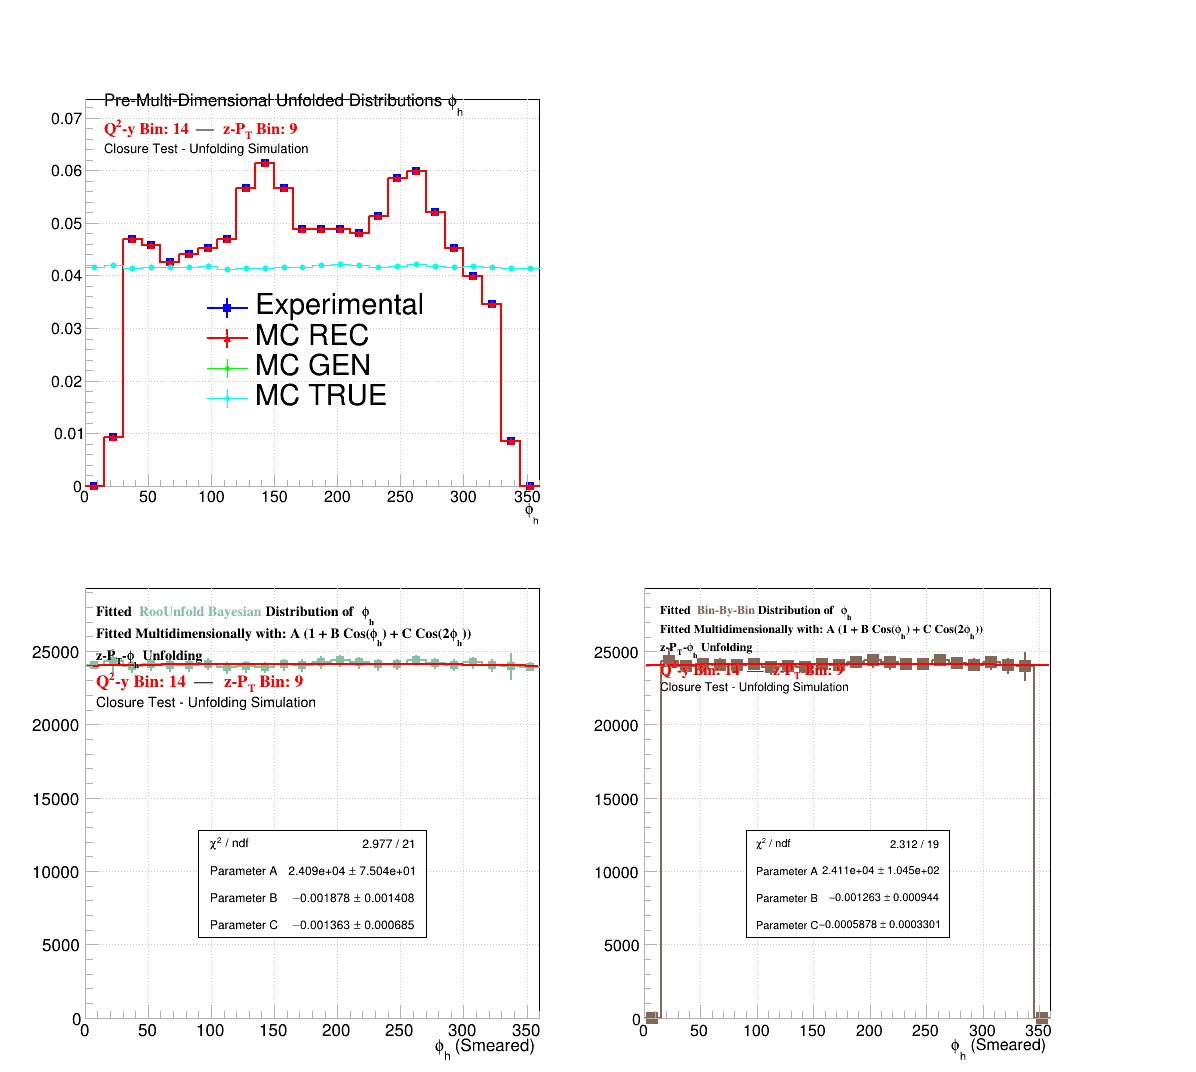 Pre-Multi-Dimensional Unfolded Distributions ϕh
Q²-y Bin: 14 — z-PT Bin: 9
Closure Test - Unfolding Simulation
0.07
0.06
0.05
0.04
0.03
0.02
0.01
0
Experimental
MC REC
MC GEN
MC TRUE
0 50 100 150 200 250 300 350
ϕh
Fitted RooUnfold Bayesian Distribution of ϕh
Fitted Multidimensionally with: A (1 + B Cos(ϕh) + C Cos(2ϕh))
z-PT-ϕh Unfolding
Q²-y Bin: 14 — z-PT Bin: 9
Closure Test - Unfolding Simulation
25000
20000
15000
10000
5000
0
χ² / ndf 2.977 / 21
Parameter A 2.409e+04 ± 7.504e+01
Parameter B −0.001878 ± 0.001408
Parameter C −0.001363 ± 0.000685
0 50 100 150 200 250 300 350
ϕh (Smeared)
Fitted Bin-By-Bin Distribution of ϕh
Fitted Multidimensionally with: A (1 + B Cos(ϕh) + C Cos(2ϕh))
z-PT-ϕh Unfolding
Q²-y Bin: 14 — z-PT Bin: 9
Closure Test - Unfolding Simulation
25000
20000
15000
10000
5000
0
χ² / ndf 2.312 / 19
Parameter A 2.411e+04 ± 1.045e+02
Parameter B −0.001263 ± 0.000944
Parameter C −0.0005878 ± 0.0003301
0 50 100 150 200 250 300 350
ϕh (Smeared)